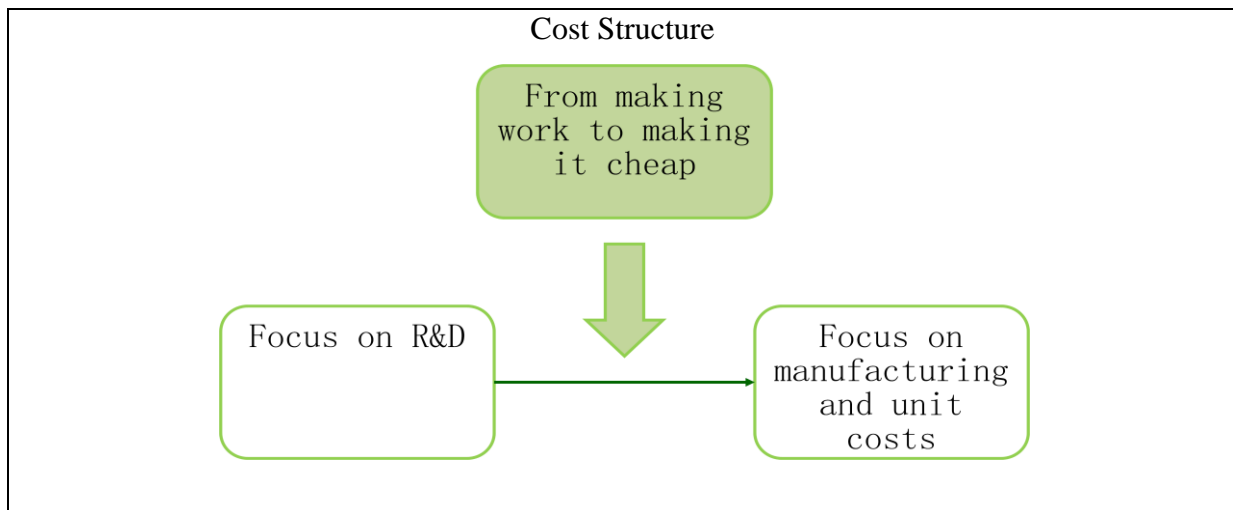 Cost Structure
From making
work to making
it cheap
Focus on R&D
Focus on
manufacturing
and unit
costs